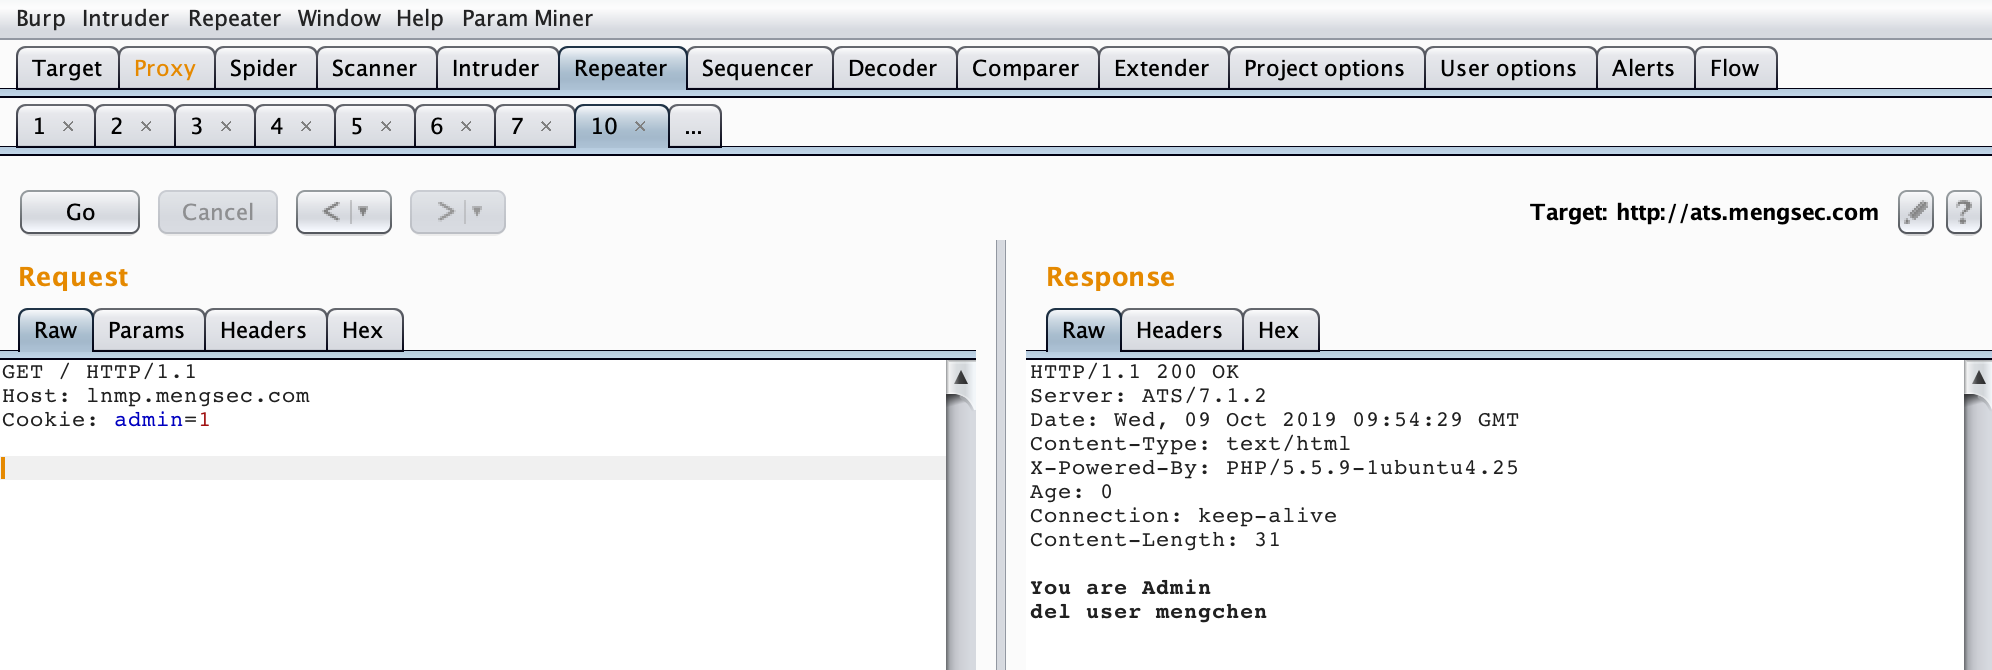 Burp Intruder Repeater Window Help Param Miner
Target Proxy Spider Scanner Intruder Repeater Sequencer Decoder Comparer Extender Project options User options Alerts Flow
1 × 2 × 3 × 4 × 5 × 6 × 7 × 10 × ...
Go Cancel < > Target: http://ats.mengsec.com ?
Request
Raw Params Headers Hex
GET / HTTP/1.1
Host: lnmp.mengsec.com
Cookie: admin=1
Response
Raw Headers Hex
HTTP/1.1 200 OK
Server: ATS/7.1.2
Date: Wed, 09 Oct 2019 09:54:29 GMT
Content-Type: text/html
X-Powered-By: PHP/5.5.9-1ubuntu4.25
Age: 0
Connection: keep-alive
Content-Length: 31
You are Admin
del user mengchen